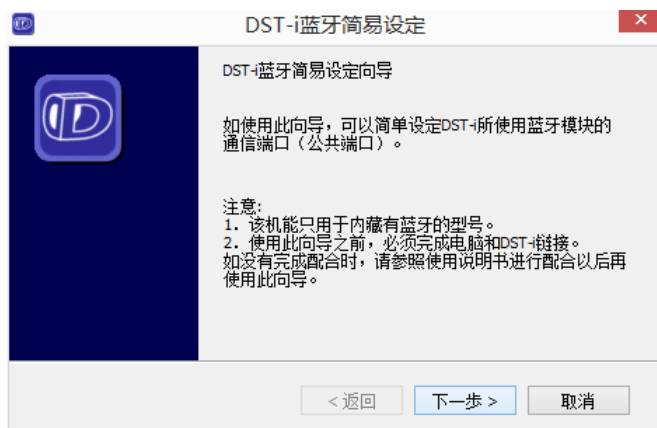 DST-i蓝牙简易设定
DST-i蓝牙简易设定向导
如使用此向导，可以简单设定DST-i所使用蓝牙模块的
通信端口（公共端口）。
注意:
1. 该机能只用于内藏有蓝牙的型号。
2. 使用此向导之前，必须完成电脑和DST-i链接。
如没有完成配合时，请参照使用说明书进行配合以后再
使用此向导。
<返回
下一步>
取消